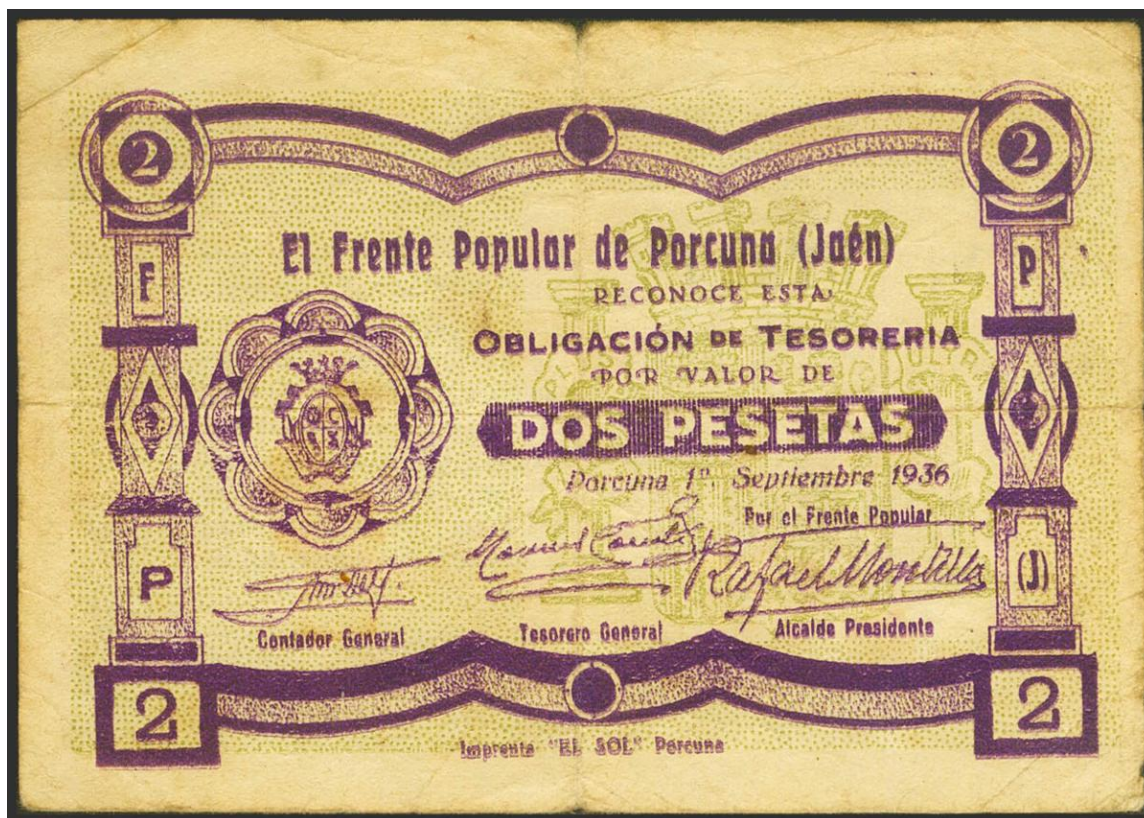 2 2
El Frente Popular de Porcuna (Jaén)
F P
RECONOCE ESTA
OBLIGACIÓN DE TESORERIA
POR VALOR DE
DOS PESETAS
Porcuna 1º Septiembre 1936
Por el Frente Popular
Rafael Montilla
P (J)
Contador General Tesorero General Alcalde Presidente
2 2
Imprenta "EL SOL" Porcuna